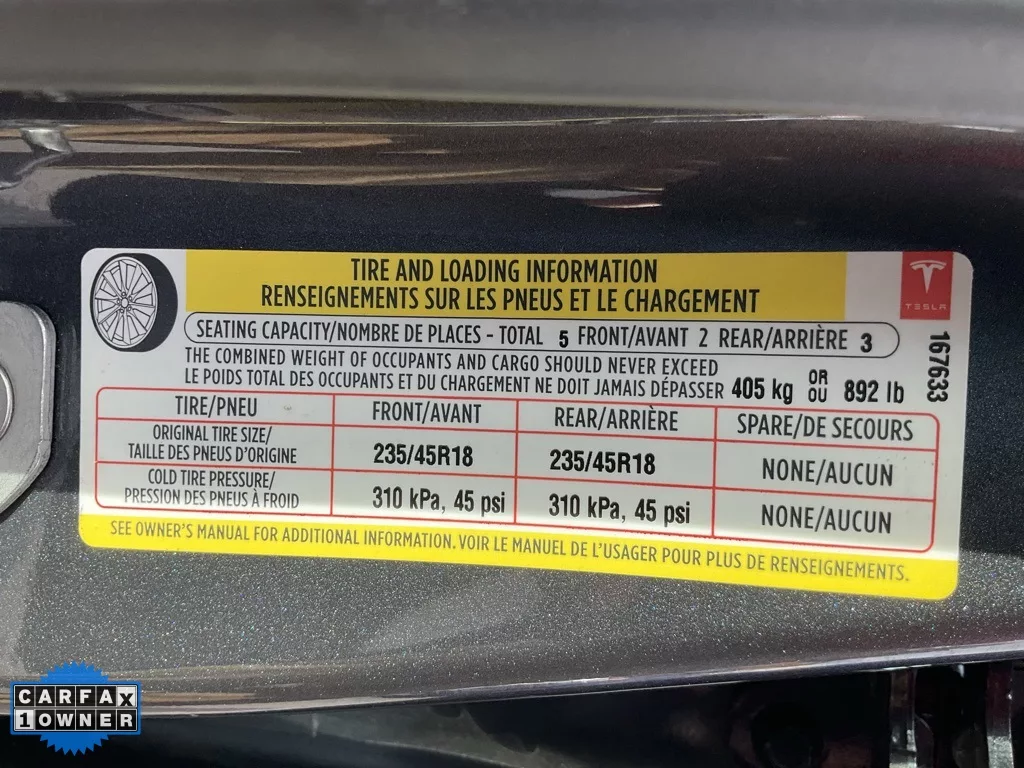 TIRE AND LOADING INFORMATION
RENSEIGNEMENTS SUR LES PNEUS ET LE CHARGEMENT
TESLA
SEATING CAPACITY/NOMBRE DE PLACES - TOTAL 5 FRONT/AVANT 2 REAR/ARRIÈRE 3
167633
THE COMBINED WEIGHT OF OCCUPANTS AND CARGO SHOULD NEVER EXCEED
LE POIDS TOTAL DES OCCUPANTS ET DU CHARGEMENT NE DOIT JAMAIS DÉPASSER 405 kg OR OU 892 lb
TIRE/PNEU FRONT/AVANT REAR/ARRIÈRE SPARE/DE SECOURS
ORIGINAL TIRE SIZE/
TAILLE DES PNEUS D'ORIGINE 235/45R18 235/45R18 NONE/AUCUN
COLD TIRE PRESSURE/
PRESSION DES PNEUS À FROID 310 kPa, 45 psi 310 kPa, 45 psi NONE/AUCUN
SEE OWNER'S MANUAL FOR ADDITIONAL INFORMATION. VOIR LE MANUEL DE L'USAGER POUR PLUS DE RENSEIGNEMENTS.
CARFAX
1 OWNER